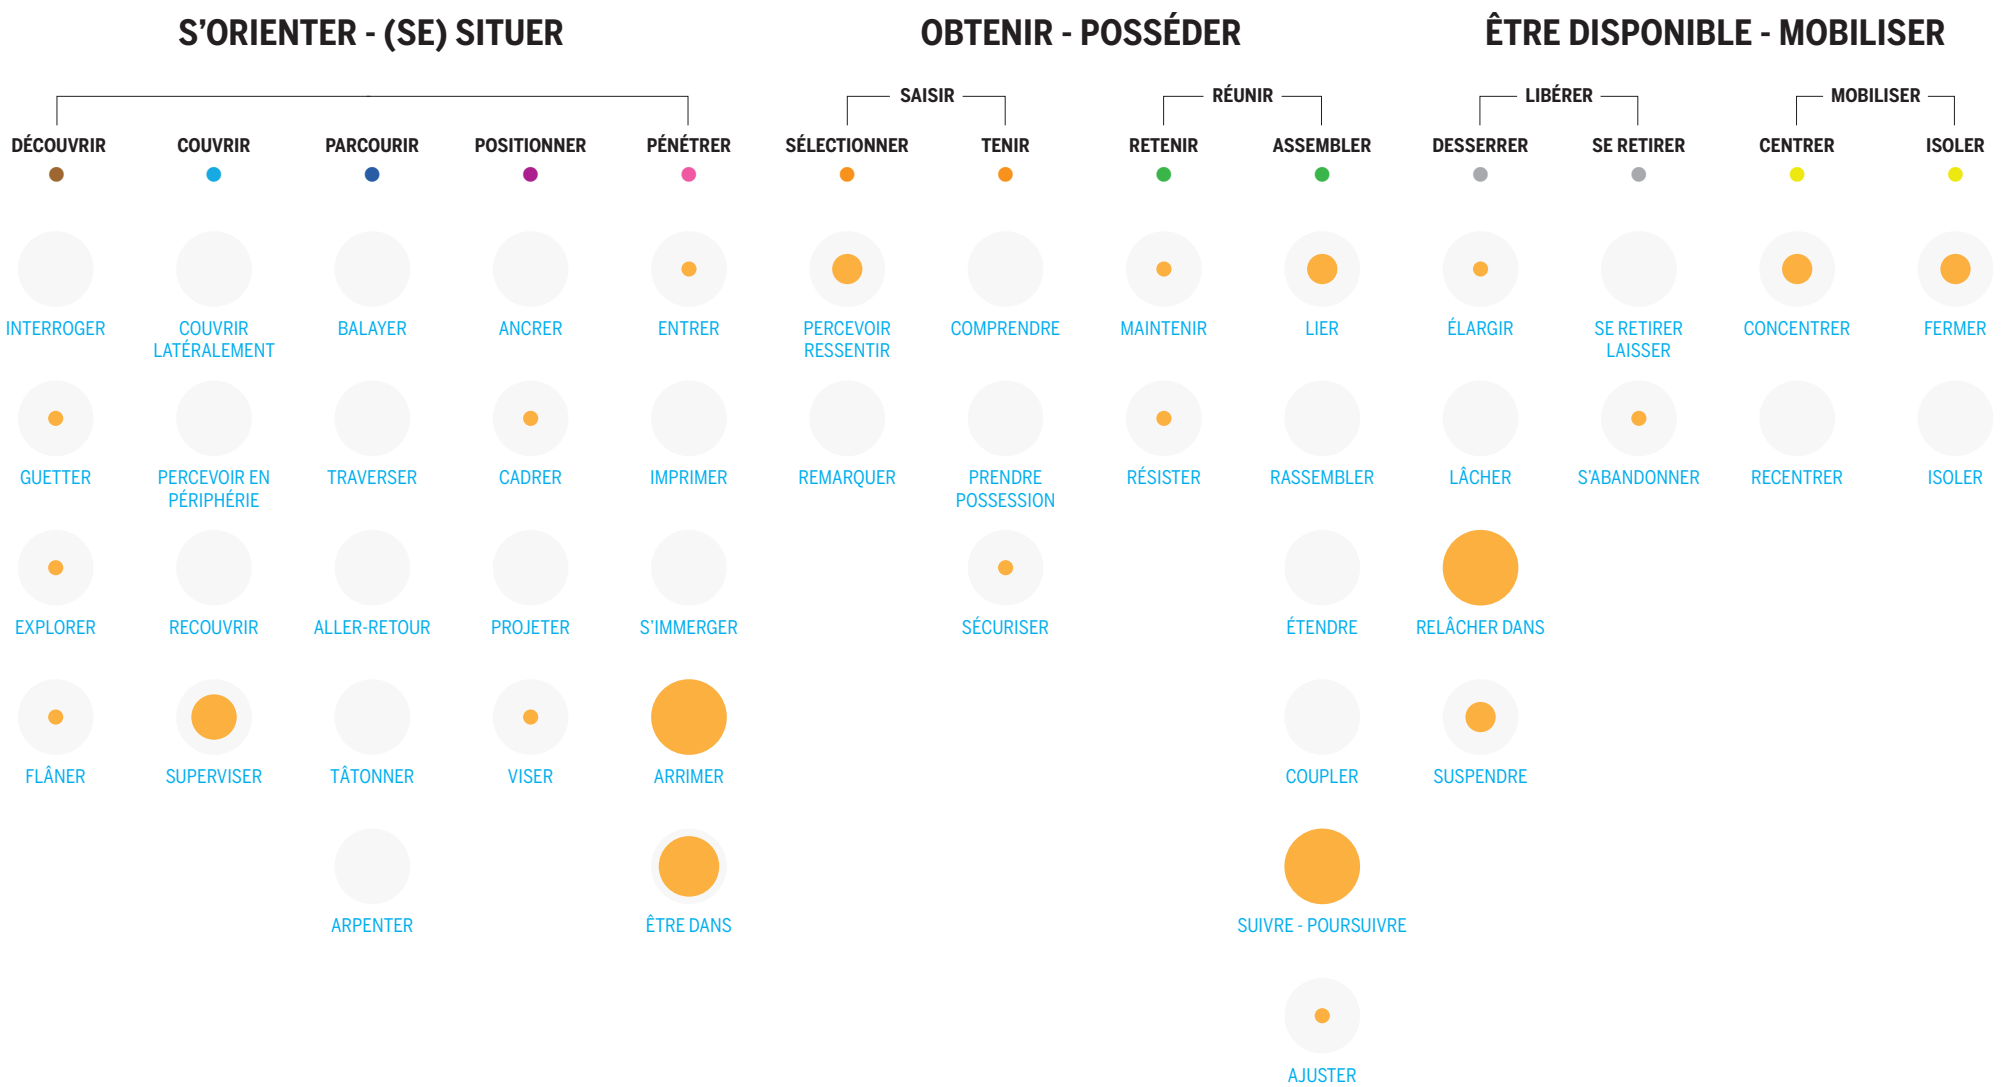 S'ORIENTER - (SE) SITUER
OBTENIR - POSSÉDER
ÊTRE DISPONIBLE - MOBILISER
SAISIR
RÉUNIR
LIBÉRER
MOBILISER
DÉCOUVRIR
COUVRIR
PARCOURIR
POSITIONNER
PÉNÉTRER
SÉLECTIONNER
TENIR
RETENIR
ASSEMBLER
DESSERRER
SE RETIRER
CENTRER
ISOLER
INTERROGER
COUVRIR
LATÉRALEMENT
BALAYER
ANCRER
ENTRER
PERCEVOIR
RESSENTIR
COMPRENDRE
MAINTENIR
LIER
ÉLARGIR
SE RETIRER
LAISSER
CONCENTRER
FERMER
GUETTER
PERCEVOIR EN
PÉRIPHÉRIE
TRAVERSER
CADRER
IMPRIMER
REMARQUER
PRENDRE
POSSESSION
RÉSISTER
RASSEMBLER
LÂCHER
S'ABANDONNER
RECENTRER
ISOLER
EXPLORER
RECOUVRIR
ALLER-RETOUR
PROJETER
S'IMMERGER
SÉCURISER
ÉTENDRE
RELÂCHER DANS
FLÂNER
SUPERVISER
TÂTONNER
VISER
ARRIMER
COUPLER
SUSPENDRE
ARPENTER
ÊTRE DANS
SUIVRE - POURSUIVRE
AJUSTER